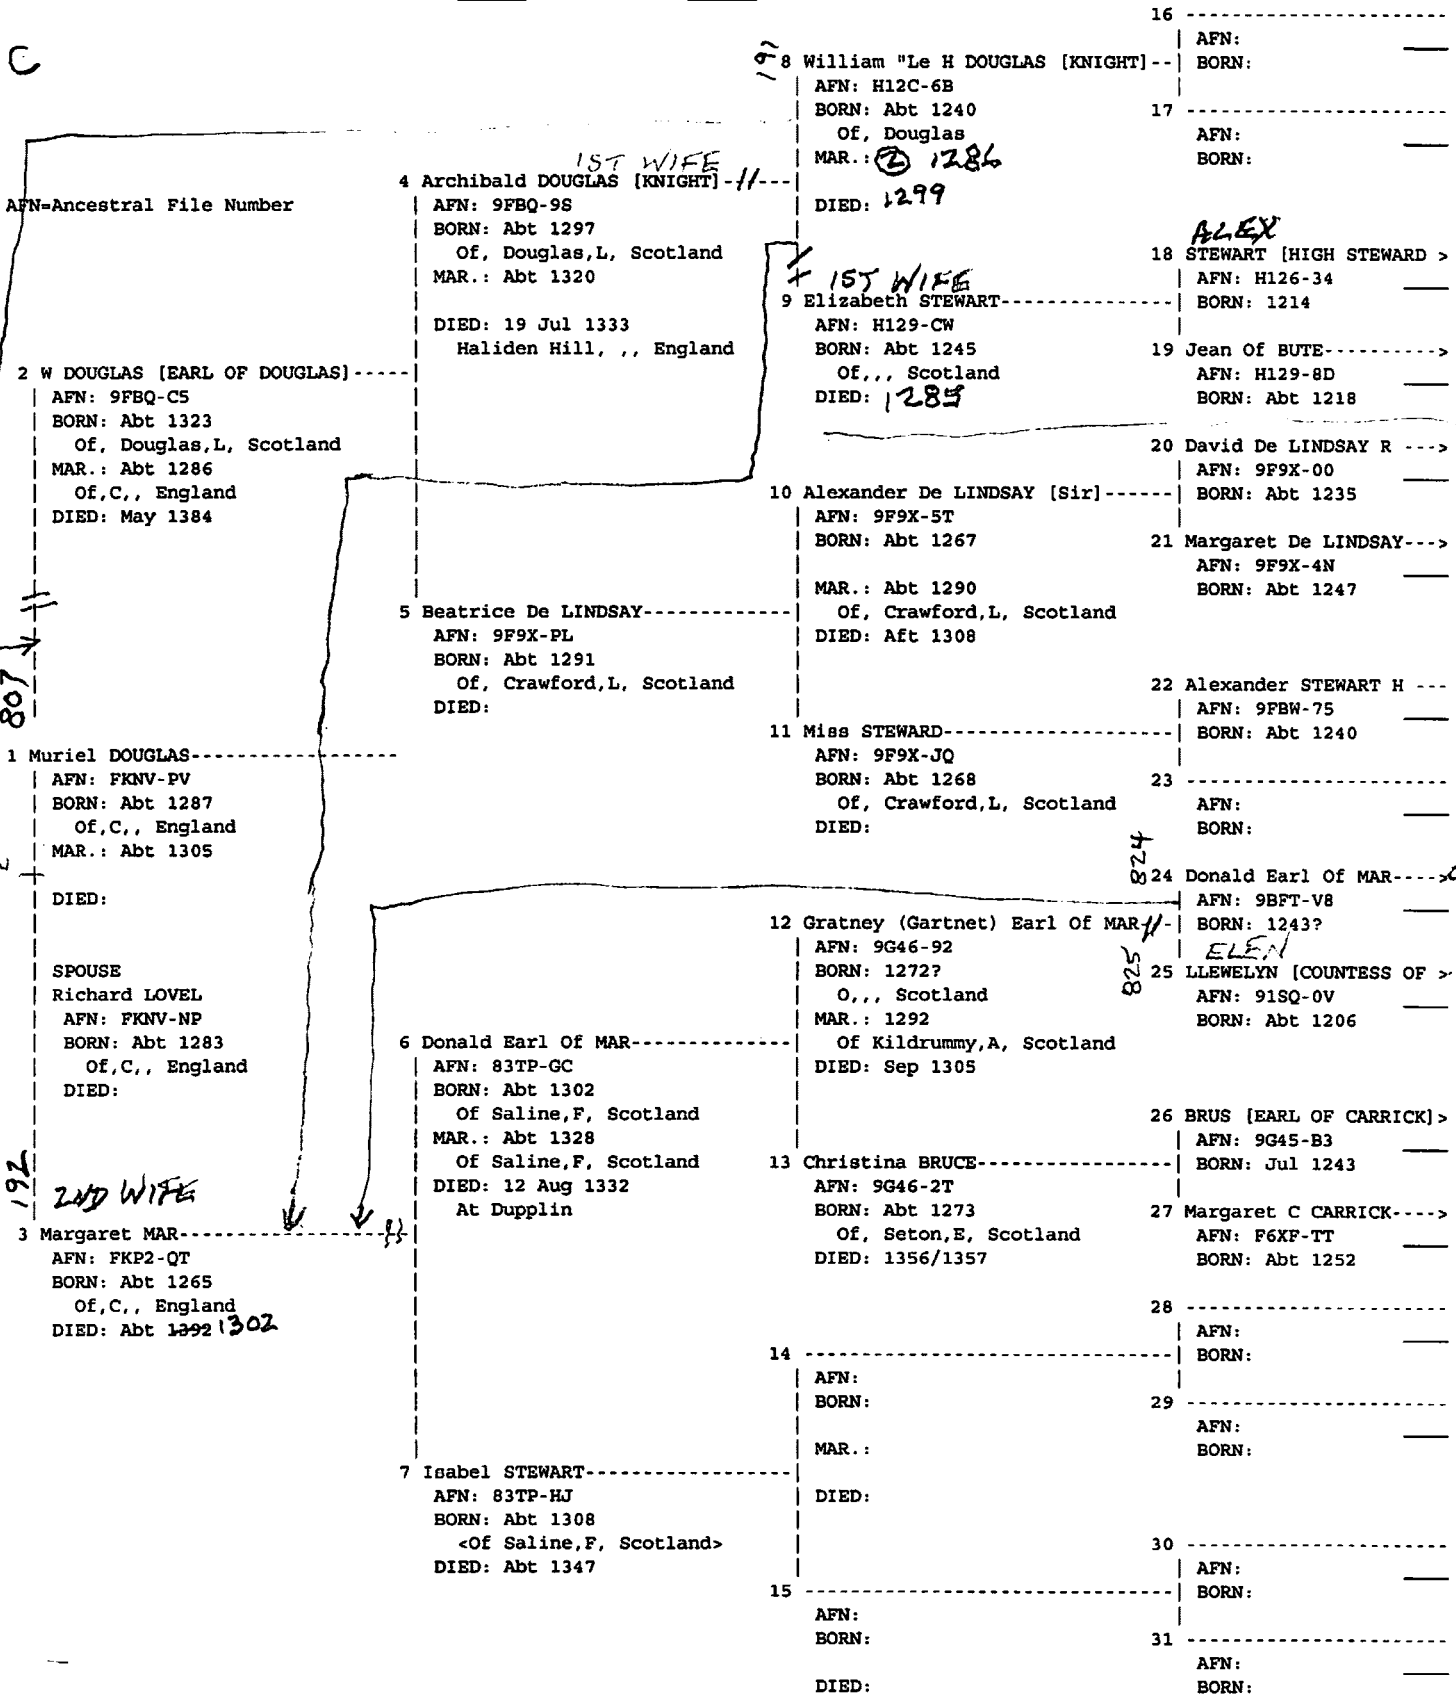 C
AFN=Ancestral File Number
1 Muriel DOUGLAS
AFN: FKNV-PV
BORN: Abt 1287
Of,C,, England
MAR.: Abt 1305
DIED:
SPOUSE
Richard LOVEL
AFN: FKNV-NP
BORN: Abt 1283
Of,C,, England
DIED:
807
2 W DOUGLAS [EARL OF DOUGLAS]-----
AFN: 9FBQ-C5
BORN: Abt 1323
Of, Douglas,L, Scotland
MAR.: Abt 1286
Of,C,, England
DIED: May 1384
192
2ND WIFE
3 Margaret MAR
AFN: FKP2-QT
BORN: Abt 1265
Of,C,, England
DIED: Abt 1392 1302
1ST WIFE
4 Archibald DOUGLAS [KNIGHT]-//---
AFN: 9FBQ-9S
BORN: Abt 1297
Of, Douglas,L, Scotland
MAR.: Abt 1320
DIED: 19 Jul 1333
Haliden Hill, ,, England
5 Beatrice De LINDSAY-------------
AFN: 9F9X-PL
BORN: Abt 1291
Of, Crawford,L, Scotland
DIED:
6 Donald Earl Of MAR--------------
AFN: 83TP-GC
BORN: Abt 1302
Of Saline,F, Scotland
MAR.: Abt 1328
Of Saline,F, Scotland
DIED: 12 Aug 1332
At Dupplin
7 Isabel STEWART-----------------
AFN: 83TP-HJ
BORN: Abt 1308
<Of Saline,F, Scotland>
DIED: Abt 1347
8 William "Le H DOUGLAS [KNIGHT]--
AFN: H12C-6B
BORN: Abt 1240
Of, Douglas
MAR.: ② 1286
DIED: 1299
1ST WIFE
9 Elizabeth STEWART---------------
AFN: H129-CW
BORN: Abt 1245
Of,,, Scotland
DIED: 1285
10 Alexander De LINDSAY [Sir]------
AFN: 9F9X-5T
BORN: Abt 1267
MAR.: Abt 1290
Of, Crawford,L, Scotland
DIED: Aft 1308
11 Miss STEWARD-------------------
AFN: 9F9X-JQ
BORN: Abt 1268
Of, Crawford,L, Scotland
DIED:
12 Gratney (Gartnet) Earl Of MAR//-
AFN: 9G46-92
BORN: 1272?
O,,, Scotland
MAR.: 1292
Of Kildrummy,A, Scotland
DIED: Sep 1305
13 Christina BRUCE----------------
AFN: 9G46-2T
BORN: Abt 1273
Of, Seton,E, Scotland
DIED: 1356/1357
14 -------------------------------
AFN:
BORN:
MAR.:
DIED:
15 -------------------------------
AFN:
BORN:
DIED:
16 ----------------------
AFN:
BORN:
17 ----------------------
AFN:
BORN:
ALEX
18 STEWART [HIGH STEWARD >
AFN: H126-34
BORN: 1214
19 Jean Of BUTE---------->
AFN: H129-8D
BORN: Abt 1218
20 David De LINDSAY R --->
AFN: 9F9X-00
BORN: Abt 1235
21 Margaret De LINDSAY--->
AFN: 9F9X-4N
BORN: Abt 1247
22 Alexander STEWART H ---
AFN: 9FBW-75
BORN: Abt 1240
23 ----------------------
AFN:
BORN:
824
24 Donald Earl Of MAR---->
AFN: 9BFT-V8
BORN: 1243?
825
ELEN
25 LLEWELYN [COUNTESS OF >
AFN: 91SQ-0V
BORN: Abt 1206
26 BRUS [EARL OF CARRICK]>
AFN: 9G45-B3
BORN: Jul 1243
27 Margaret C CARRICK---->
AFN: F6XF-TT
BORN: Abt 1252
28 ----------------------
AFN:
BORN:
29 ----------------------
AFN:
BORN:
30 ----------------------
AFN:
BORN:
31 ----------------------
AFN:
BORN: